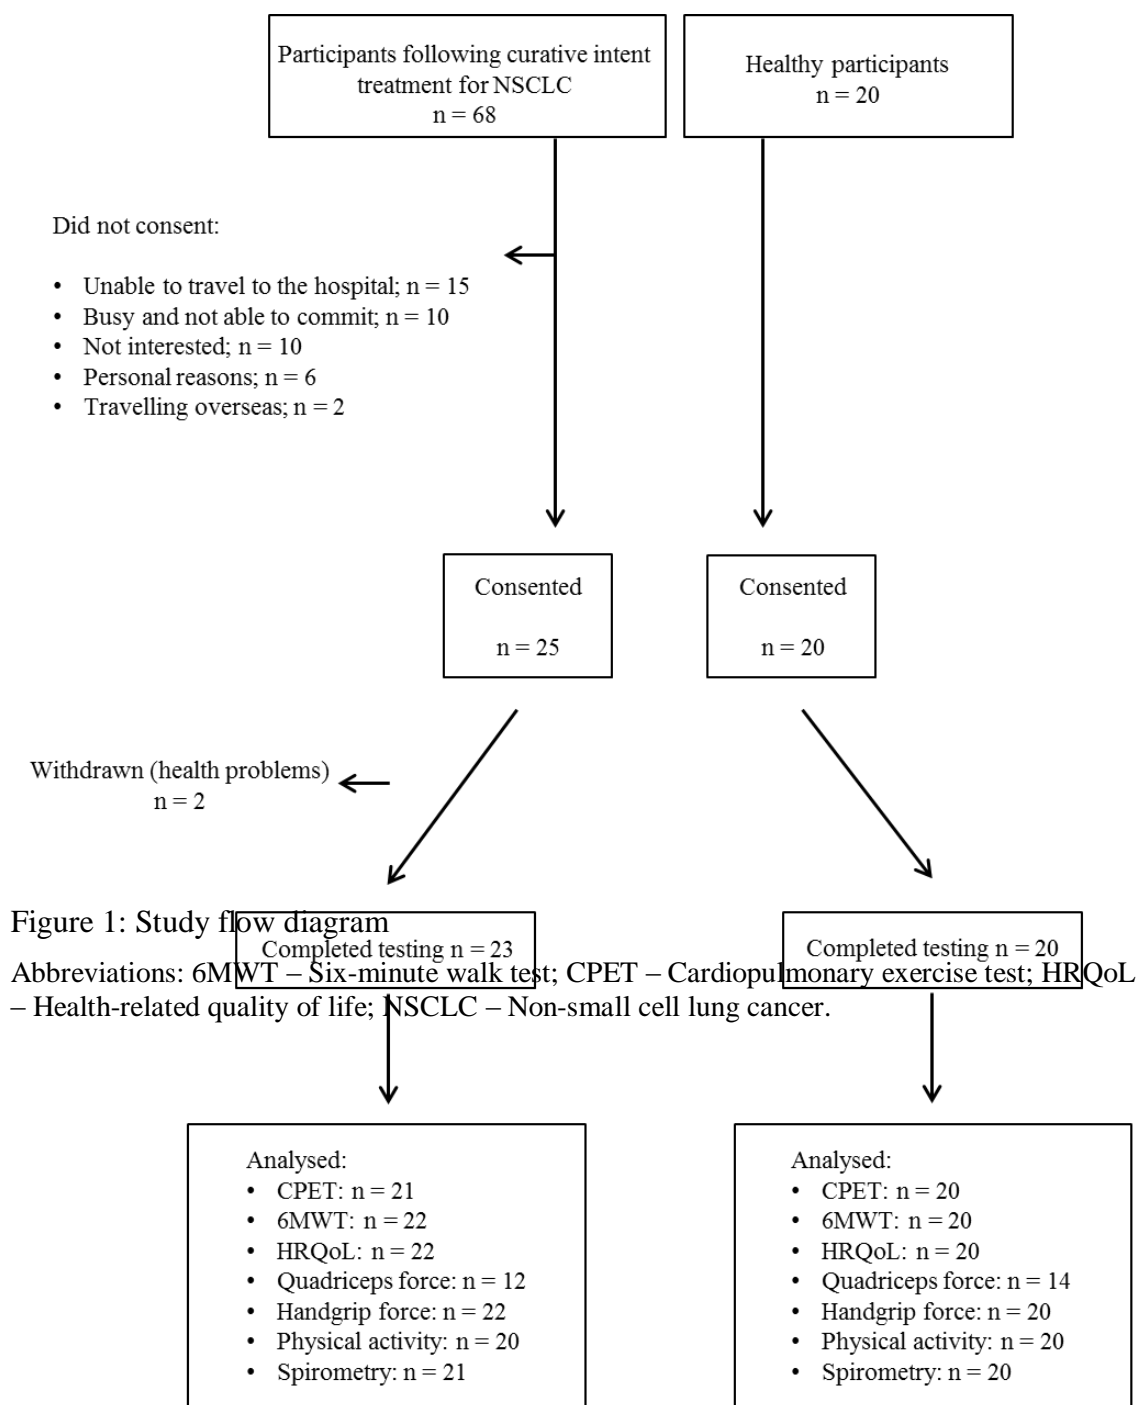 Participants following curative intent
treatment for NSCLC
n = 68
Healthy participants
n = 20
Did not consent:
• Unable to travel to the hospital; n = 15
• Busy and not able to commit; n = 10
• Not interested; n = 10
• Personal reasons; n = 6
• Travelling overseas; n = 2
Consented
n = 25
Consented
n = 20
Withdrawn (health problems)
n = 2
Figure 1: Study flow diagram
Completed testing n = 23
Completed testing n = 20
Abbreviations: 6MWT – Six-minute walk test; CPET – Cardiopulmonary exercise test; HRQoL
– Health-related quality of life; NSCLC – Non-small cell lung cancer.
Analysed:
• CPET: n = 21
• 6MWT: n = 22
• HRQoL: n = 22
• Quadriceps force: n = 12
• Handgrip force: n = 22
• Physical activity: n = 20
• Spirometry: n = 21
Analysed:
• CPET: n = 20
• 6MWT: n = 20
• HRQoL: n = 20
• Quadriceps force: n = 14
• Handgrip force: n = 20
• Physical activity: n = 20
• Spirometry: n = 20